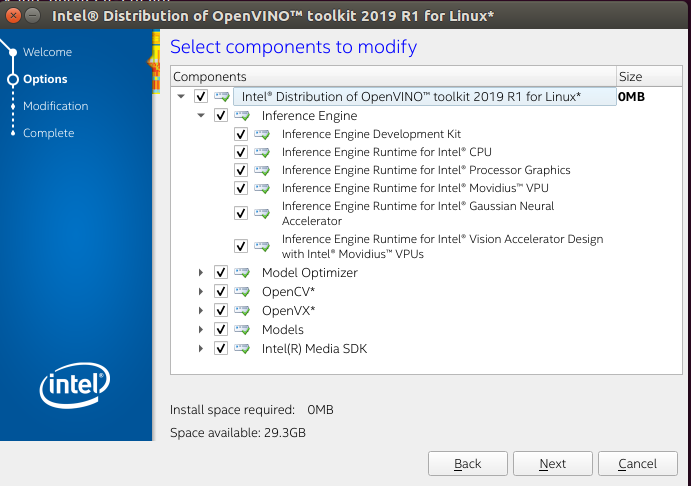 Intel® Distribution of OpenVINO™ toolkit 2019 R1 for Linux*
Welcome
Options
Modification
Complete
Select components to modify
Components Size
Intel® Distribution of OpenVINO™ toolkit 2019 R1 for Linux* 0MB
Inference Engine
Inference Engine Development Kit
Inference Engine Runtime for Intel® CPU
Inference Engine Runtime for Intel® Processor Graphics
Inference Engine Runtime for Intel® Movidius™ VPU
Inference Engine Runtime for Intel® Gaussian Neural
Accelerator
Inference Engine Runtime for Intel® Vision Accelerator Design
with Intel® Movidius™ VPUs
Model Optimizer
OpenCV*
OpenVX*
Models
Intel(R) Media SDK
intel
Install space required: 0MB
Space available: 29.3GB
Back Next Cancel